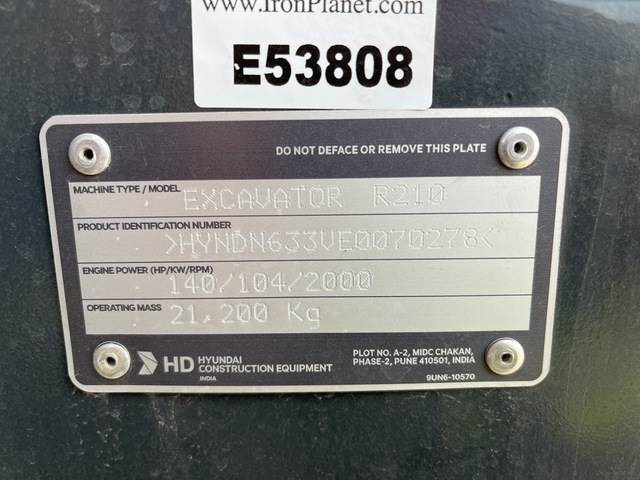 www.IronPlanet.com
E53808
DO NOT DEFACE OR REMOVE THIS PLATE
MACHINE TYPE / MODEL EXCAVATOR R210
PRODUCT IDENTIFICATION NUMBER >HYNDN633VE0070278<
ENGINE POWER (HP/KW/RPM) 140/104/2000
OPERATING MASS 21,200 Kg
HD HYUNDAI
CONSTRUCTION EQUIPMENT
INDIA
PLOT NO. A-2, MIDC CHAKAN,
PHASE-2, PUNE 410501, INDIA
9UN6-10570